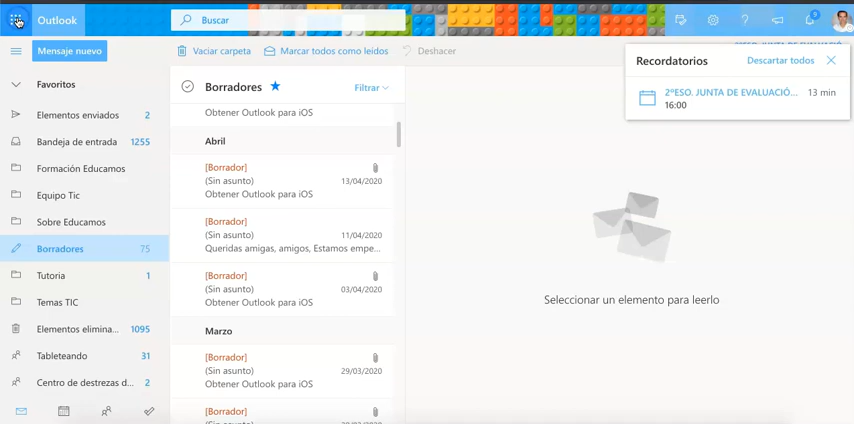 Outlook
Buscar
9
Mensaje nuevo
Vaciar carpeta
Marcar todos como leídos
Deshacer
Recordatorios
Descartar todos
2ºESO. JUNTA DE EVALUACIÓ...
13 min
16:00
Favoritos
Elementos enviados 2
Bandeja de entrada 1255
Formación Educamos
Equipo Tic
Sobre Educamos
Borradores 75
Tutoria 1
Temas TIC
Elementos elimina... 1095
Tableteando 31
Centro de destrezas d... 2
Borradores
Filtrar
Obtener Outlook para iOS
Abril
[Borrador]
(Sin asunto) 13/04/2020
Obtener Outlook para iOS
[Borrador]
(Sin asunto) 11/04/2020
Queridas amigas, amigos, Estamos empe...
[Borrador]
(Sin asunto) 03/04/2020
Obtener Outlook para iOS
Marzo
[Borrador]
(Sin asunto) 29/03/2020
Obtener Outlook para iOS
[Borrador]
Seleccionar un elemento para leerlo